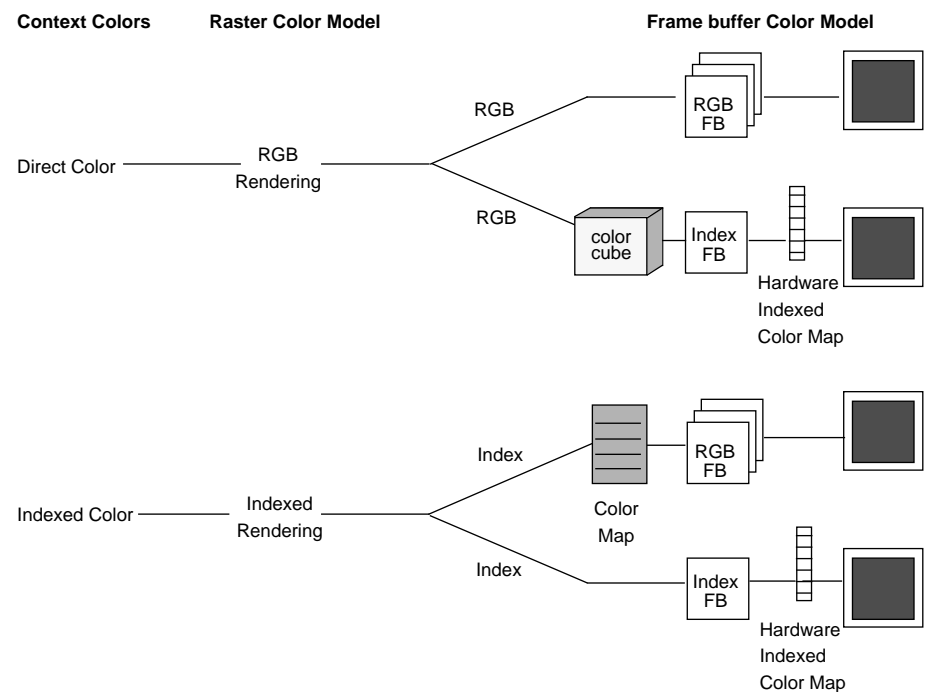 Context Colors
Raster Color Model
Frame buffer Color Model
RGB
RGB
FB
Direct Color
RGB
Rendering
RGB
color
cube
Index
FB
Hardware
Indexed
Color Map
Index
RGB
FB
Indexed Color
Indexed
Rendering
Color
Map
Index
Index
FB
Hardware
Indexed
Color Map